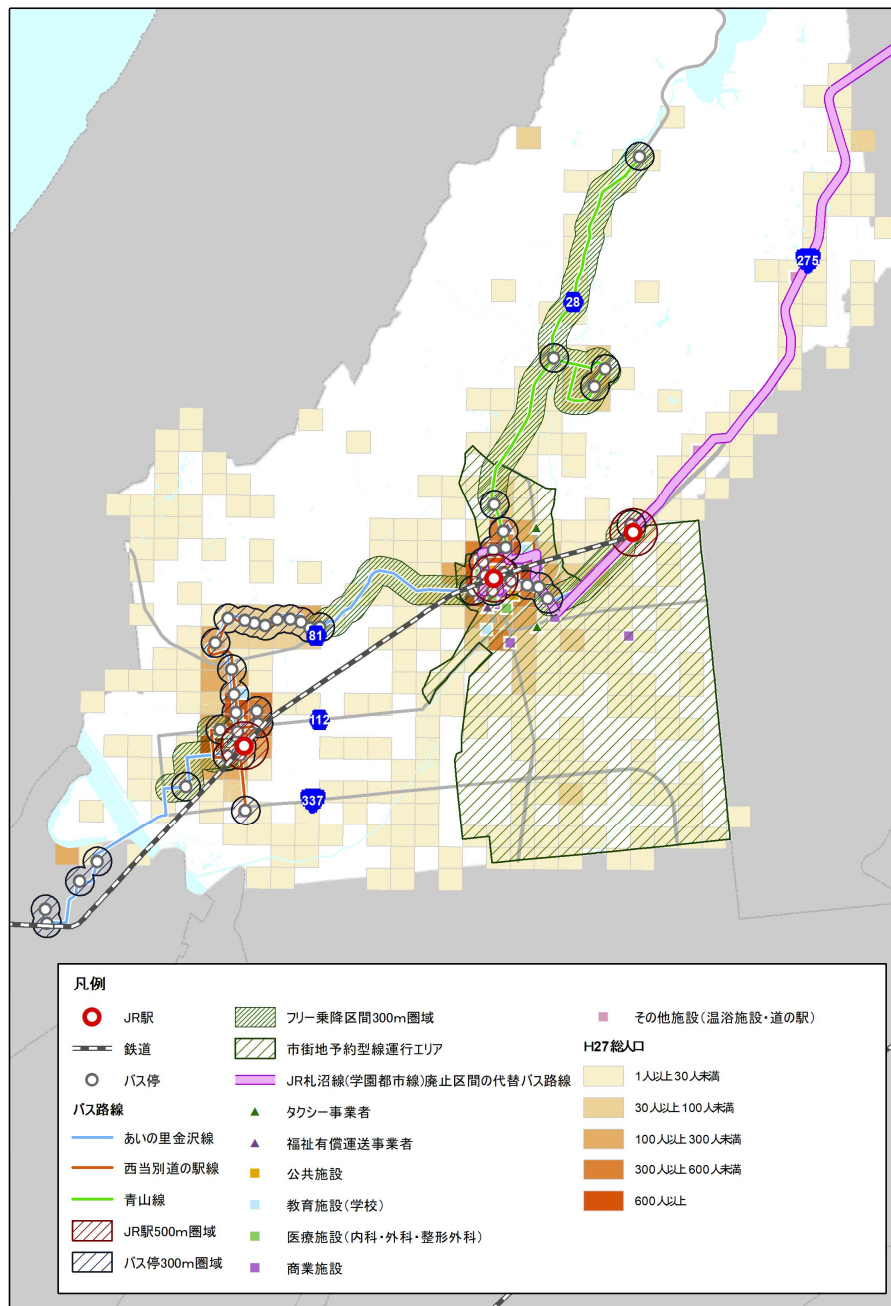 275
28
81
112
337
凡例
JR駅
鉄道
バス停
バス路線
あいの里金沢線
西当別道の駅線
青山線
JR駅500m圏域
バス停300m圏域
フリー乗降区間300m圏域
市街地予約型線運行エリア
JR札沼線(学園都市線)廃止区間の代替バス路線
タクシー事業者
福祉有償運送事業者
公共施設
教育施設(学校)
医療施設(内科・外科・整形外科)
商業施設
その他施設(温浴施設・道の駅)
H27総人口
1人以上30人未満
30人以上100人未満
100人以上300人未満
300人以上600人未満
600人以上